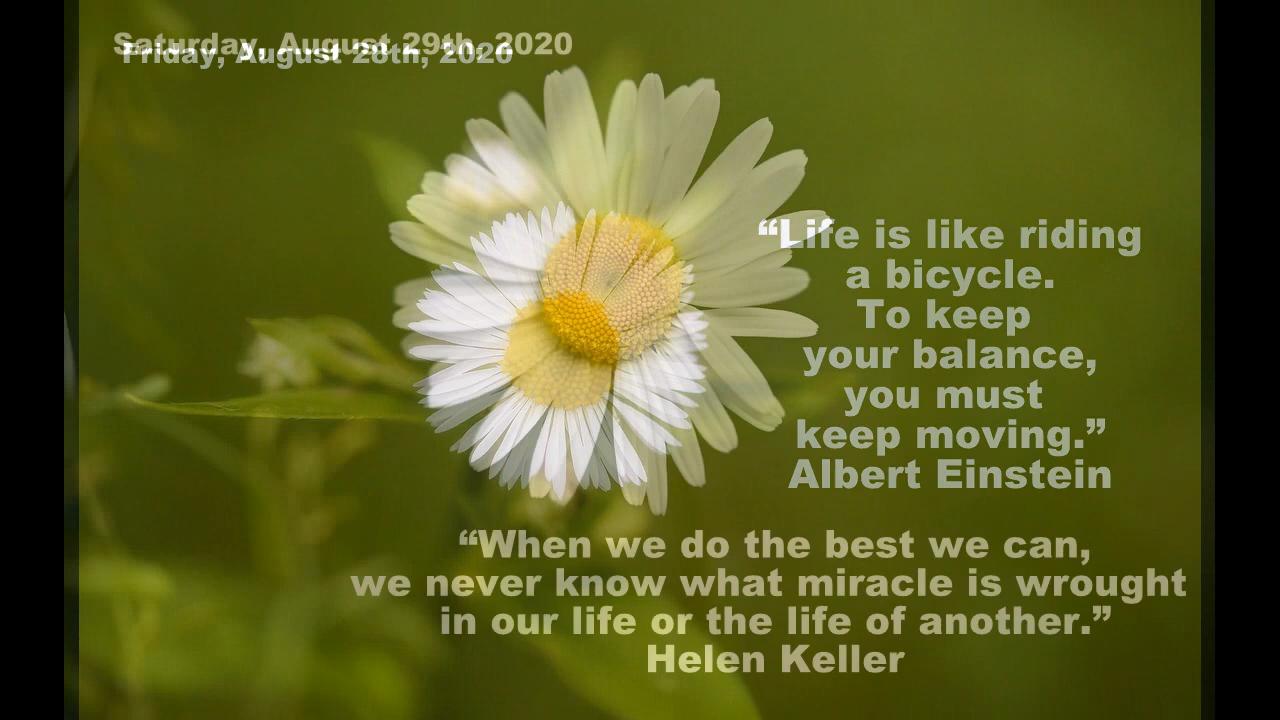 Saturday, August 29th, 2020
Friday, August 28th, 2020
“Life is like riding
a bicycle.
To keep
your balance,
you must
keep moving.”
Albert Einstein
“When we do the best we can,
we never know what miracle is wrought
in our life or the life of another.”
Helen Keller